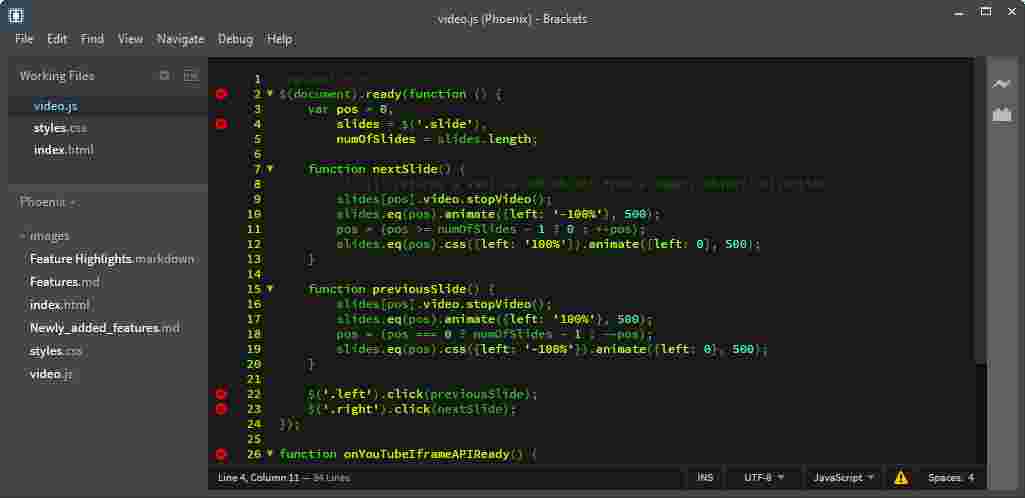 video.js (Phoenix) - Brackets
File Edit Find View Navigate Debug Help
Working Files
video.js
styles.css
index.html
Phoenix
images
Feature Highlights.markdown
Features.md
index.html
Newly_added_features.md
styles.css
video.js
1
2 $(document).ready(function () {
3 var pos = 0,
4 slides = $('.slide'),
5 numOfSlides = slides.length;
6
7 function nextSlide() {
8
9 slides[pos].video.stopVideo();
10 slides.eq(pos).animate({left: '-100%'}, 500);
11 pos = (pos >= numOfSlides - 1 ? 0 : ++pos);
12 slides.eq(pos).css({left: '100%'}).animate({left: 0}, 500);
13 }
14
15 function previousSlide() {
16 slides[pos].video.stopVideo();
17 slides.eq(pos).animate({left: '100%'}, 500);
18 pos = (pos === 0 ? numOfSlides - 1 : --pos);
19 slides.eq(pos).css({left: '-100%'}).animate({left: 0}, 500);
20 }
21
22 $('.left').click(previousSlide);
23 $('.right').click(nextSlide);
24 });
25
26 function onYouTubeIframeAPIReady() {
Line 4, Column 11 — 94 Lines INS UTF-8 JavaScript Spaces: 4